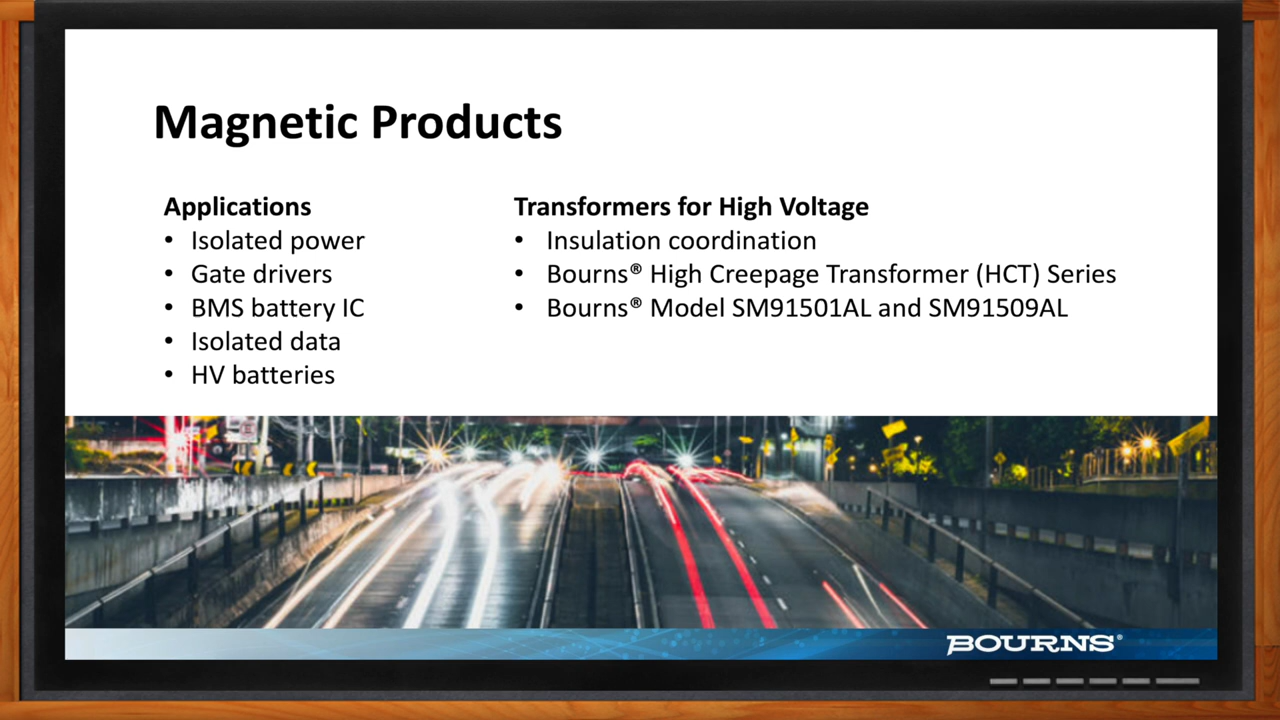 Magnetic Products
Applications
• Isolated power
• Gate drivers
• BMS battery IC
• Isolated data
• HV batteries
Transformers for High Voltage
• Insulation coordination
• Bourns® High Creepage Transformer (HCT) Series
• Bourns® Model SM91501AL and SM91509AL
BOURNS®